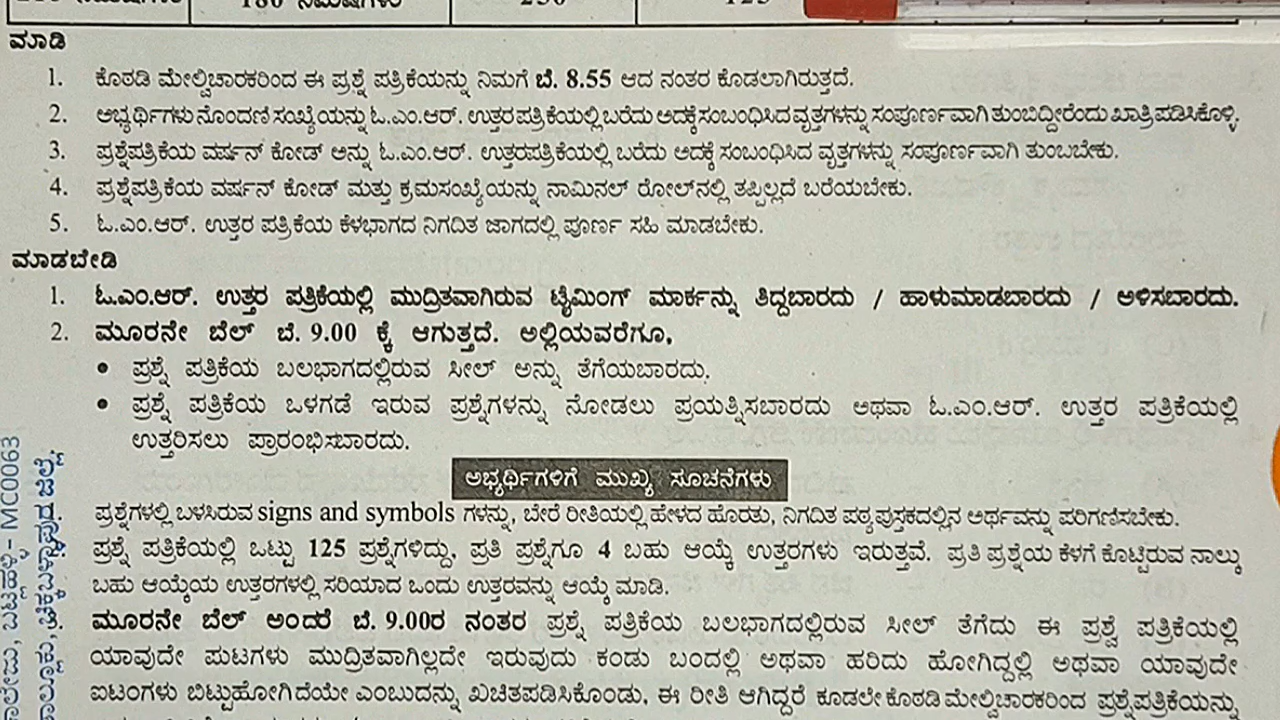 180 ನಿಮಿಷಗಳು 250 125
ಮಾಡಿ
1. ಕೊಠಡಿ ಮೇಲ್ವಿಚಾರಕರಿಂದ ಈ ಪ್ರಶ್ನೆ ಪತ್ರಿಕೆಯನ್ನು ನಿಮಗೆ ಬೆ. 8.55 ಆದ ನಂತರ ಕೊಡಲಾಗಿರುತ್ತದೆ.
2. ಅಭ್ಯರ್ಥಿಗಳು ನೊಂದಣಿ ಸಂಖ್ಯೆಯನ್ನು ಓ.ಎಂ.ಆರ್. ಉತ್ತರ ಪತ್ರಿಕೆಯಲ್ಲಿ ಬರೆದು ಅದಕ್ಕೆ ಸಂಬಂಧಿಸಿದ ವೃತ್ತಗಳನ್ನು ಸಂಪೂರ್ಣವಾಗಿ ತುಂಬಿದ್ದೀರೆಂದು ಖಾತ್ರಿಪಡಿಸಿಕೊಳ್ಳಿ.
3. ಪ್ರಶ್ನೆಪತ್ರಿಕೆಯ ವರ್ಷನ್ ಕೋಡ್ ಅನ್ನು ಓ.ಎಂ.ಆರ್. ಉತ್ತರಪತ್ರಿಕೆಯಲ್ಲಿ ಬರೆದು ಅದಕ್ಕೆ ಸಂಬಂಧಿಸಿದ ವೃತ್ತಗಳನ್ನು ಸಂಪೂರ್ಣವಾಗಿ ತುಂಬಬೇಕು.
4. ಪ್ರಶ್ನೆಪತ್ರಿಕೆಯ ವರ್ಷನ್ ಕೋಡ್ ಮತ್ತು ಕ್ರಮಸಂಖ್ಯೆಯನ್ನು ನಾಮಿನಲ್ ರೋಲ್‌ನಲ್ಲಿ ತಪ್ಪಿಲ್ಲದೆ ಬರೆಯಬೇಕು.
5. ಓ.ಎಂ.ಆರ್. ಉತ್ತರ ಪತ್ರಿಕೆಯ ಕೆಳಭಾಗದ ನಿಗದಿತ ಜಾಗದಲ್ಲಿ ಪೂರ್ಣ ಸಹಿ ಮಾಡಬೇಕು.
ಮಾಡಬೇಡಿ
1. ಓ.ಎಂ.ಆರ್. ಉತ್ತರ ಪತ್ರಿಕೆಯಲ್ಲಿ ಮುದ್ರಿತವಾಗಿರುವ ಟೈಮಿಂಗ್ ಮಾರ್ಕನ್ನು ತಿದ್ದಬಾರದು / ಹಾಳುಮಾಡಬಾರದು / ಅಳಿಸಬಾರದು.
2. ಮೂರನೇ ಬೆಲ್ ಬೆ. 9.00 ಕ್ಕೆ ಆಗುತ್ತದೆ. ಅಲ್ಲಿಯವರೆಗೂ,
• ಪ್ರಶ್ನೆ ಪತ್ರಿಕೆಯ ಬಲಭಾಗದಲ್ಲಿರುವ ಸೀಲ್ ಅನ್ನು ತೆಗೆಯಬಾರದು.
• ಪ್ರಶ್ನೆ ಪತ್ರಿಕೆಯ ಒಳಗಡೆ ಇರುವ ಪ್ರಶ್ನೆಗಳನ್ನು ನೋಡಲು ಪ್ರಯತ್ನಿಸಬಾರದು ಅಥವಾ ಓ.ಎಂ.ಆರ್. ಉತ್ತರ ಪತ್ರಿಕೆಯಲ್ಲಿ
ಉತ್ತರಿಸಲು ಪ್ರಾರಂಭಿಸಬಾರದು.
ಅಭ್ಯರ್ಥಿಗಳಿಗೆ ಮುಖ್ಯ ಸೂಚನೆಗಳು
ಪ್ರಶ್ನೆಗಳಲ್ಲಿ ಬಳಸಿರುವ signs and symbols ಗಳನ್ನು, ಬೇರೆ ರೀತಿಯಲ್ಲಿ ಹೇಳದ ಹೊರತು, ನಿಗದಿತ ಪಠ್ಯಪುಸ್ತಕದಲ್ಲಿನ ಅರ್ಥವನ್ನು ಪರಿಗಣಿಸಬೇಕು.
ಪ್ರಶ್ನೆ ಪತ್ರಿಕೆಯಲ್ಲಿ ಒಟ್ಟು 125 ಪ್ರಶ್ನೆಗಳಿದ್ದು, ಪ್ರತಿ ಪ್ರಶ್ನೆಗೂ 4 ಬಹು ಆಯ್ಕೆ ಉತ್ತರಗಳು ಇರುತ್ತವೆ. ಪ್ರತಿ ಪ್ರಶ್ನೆಯ ಕೆಳಗೆ ಕೊಟ್ಟಿರುವ ನಾಲ್ಕು
ಬಹು ಆಯ್ಕೆಯ ಉತ್ತರಗಳಲ್ಲಿ ಸರಿಯಾದ ಒಂದು ಉತ್ತರವನ್ನು ಆಯ್ಕೆ ಮಾಡಿ.
ಮೂರನೇ ಬೆಲ್ ಅಂದರೆ ಬೆ. 9.00ರ ನಂತರ ಪ್ರಶ್ನೆ ಪತ್ರಿಕೆಯ ಬಲಭಾಗದಲ್ಲಿರುವ ಸೀಲ್ ತೆಗೆದು ಈ ಪ್ರಶ್ನೆ ಪತ್ರಿಕೆಯಲ್ಲಿ
ಯಾವುದೇ ಪುಟಗಳು ಮುದ್ರಿತವಾಗಿಲ್ಲದೇ ಇರುವುದು ಕಂಡು ಬಂದಲ್ಲಿ ಅಥವಾ ಹರಿದು ಹೋಗಿದ್ದಲ್ಲಿ ಅಥವಾ ಯಾವುದೇ
ಐಟಂಗಳು ಬಿಟ್ಟುಹೋಗಿದೆಯೇ ಎಂಬುದನ್ನು ಖಚಿತಪಡಿಸಿಕೊಂಡು, ಈ ರೀತಿ ಆಗಿದ್ದರೆ ಕೂಡಲೇ ಕೊಠಡಿ ಮೇಲ್ವಿಚಾರಕರಿಂದ ಪ್ರಶ್ನೆಪತ್ರಿಕೆಯನ್ನು
MC0063